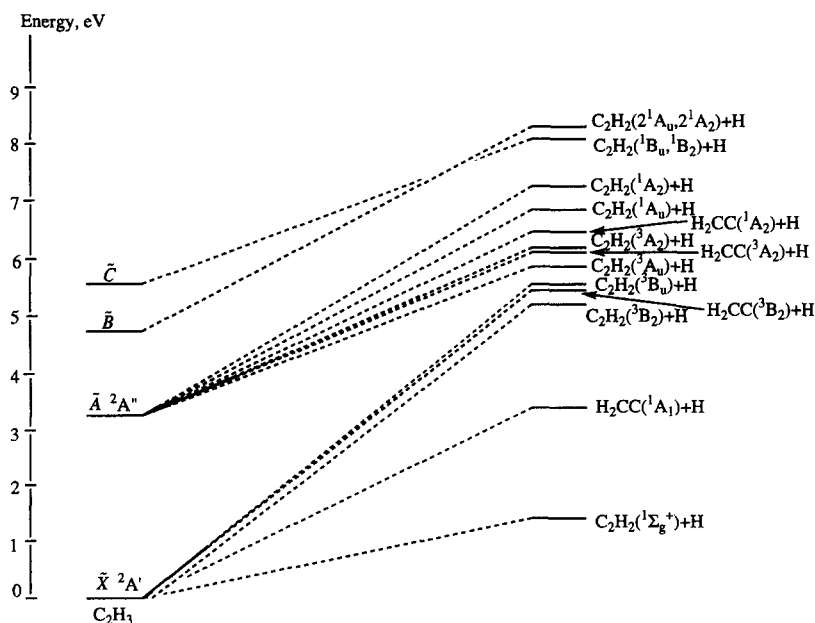 Energy, eV
9
8
7
6
5
4
3
2
1
0
C̃
B̃
Ã ²A"
X̃ ²A'
C₂H₃
C₂H₂(2¹Aᵤ,2¹A₂)+H
C₂H₂(¹Bᵤ,¹B₂)+H
C₂H₂(¹A₂)+H
C₂H₂(¹Aᵤ)+H
H₂CC(¹A₂)+H
C₂H₂(³A₂)+H
H₂CC(³A₂)+H
C₂H₂(³Aᵤ)+H
C₂H₂(³Bᵤ)+H
H₂CC(³B₂)+H
C₂H₂(³B₂)+H
H₂CC(¹A₁)+H
C₂H₂(¹Σg⁺)+H